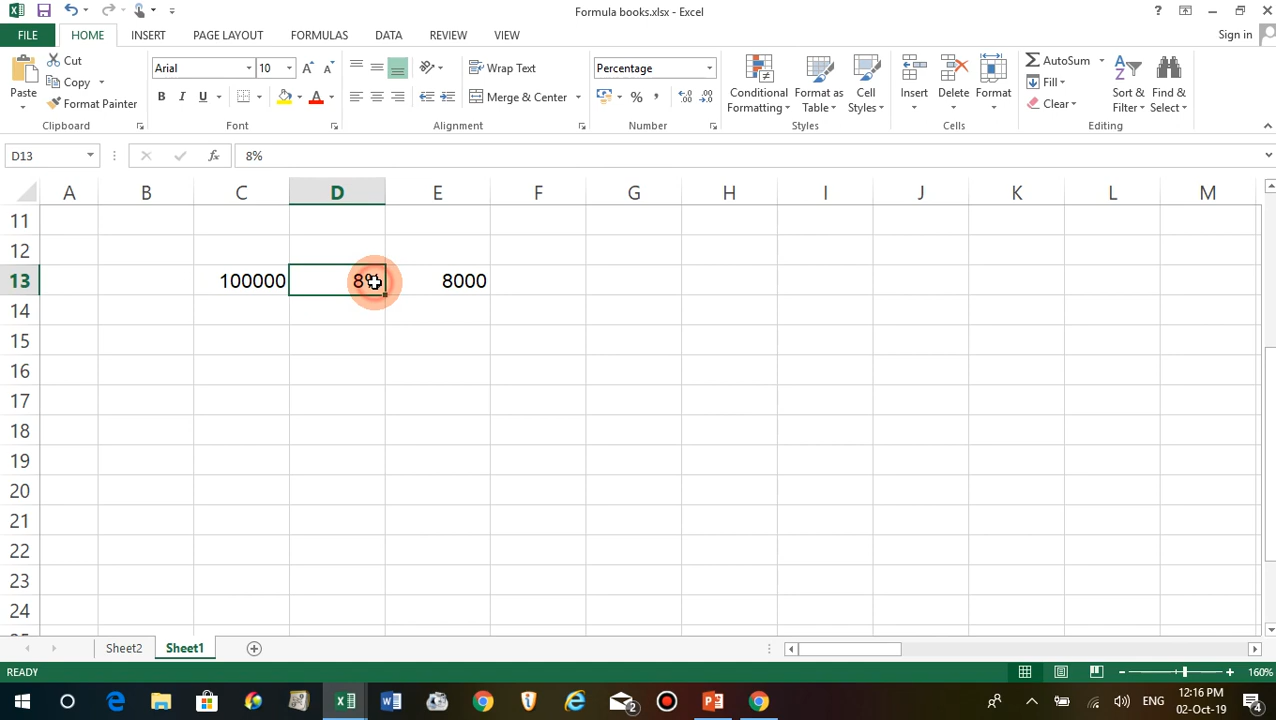 Formula books.xlsx - Excel
?
FILE HOME INSERT PAGE LAYOUT FORMULAS DATA REVIEW VIEW Sign in
Paste
Cut
Copy
Format Painter
Clipboard
Arial 10
B I U
Font
Wrap Text
Merge & Center
Alignment
Percentage
%
Number
Conditional
Formatting
Format as
Table
Cell
Styles
Styles
Insert Delete Format
Cells
AutoSum
Fill
Clear
Sort &
Filter
Find &
Select
Editing
D13 fx 8%
A B C D E F G H I J K L M
11
12
13 100000 8% 8000
14
15
16
17
18
19
20
21
22
23
24
Sheet2 Sheet1
READY 160%
2 ENG 12:16 PM
02-Oct-19 4